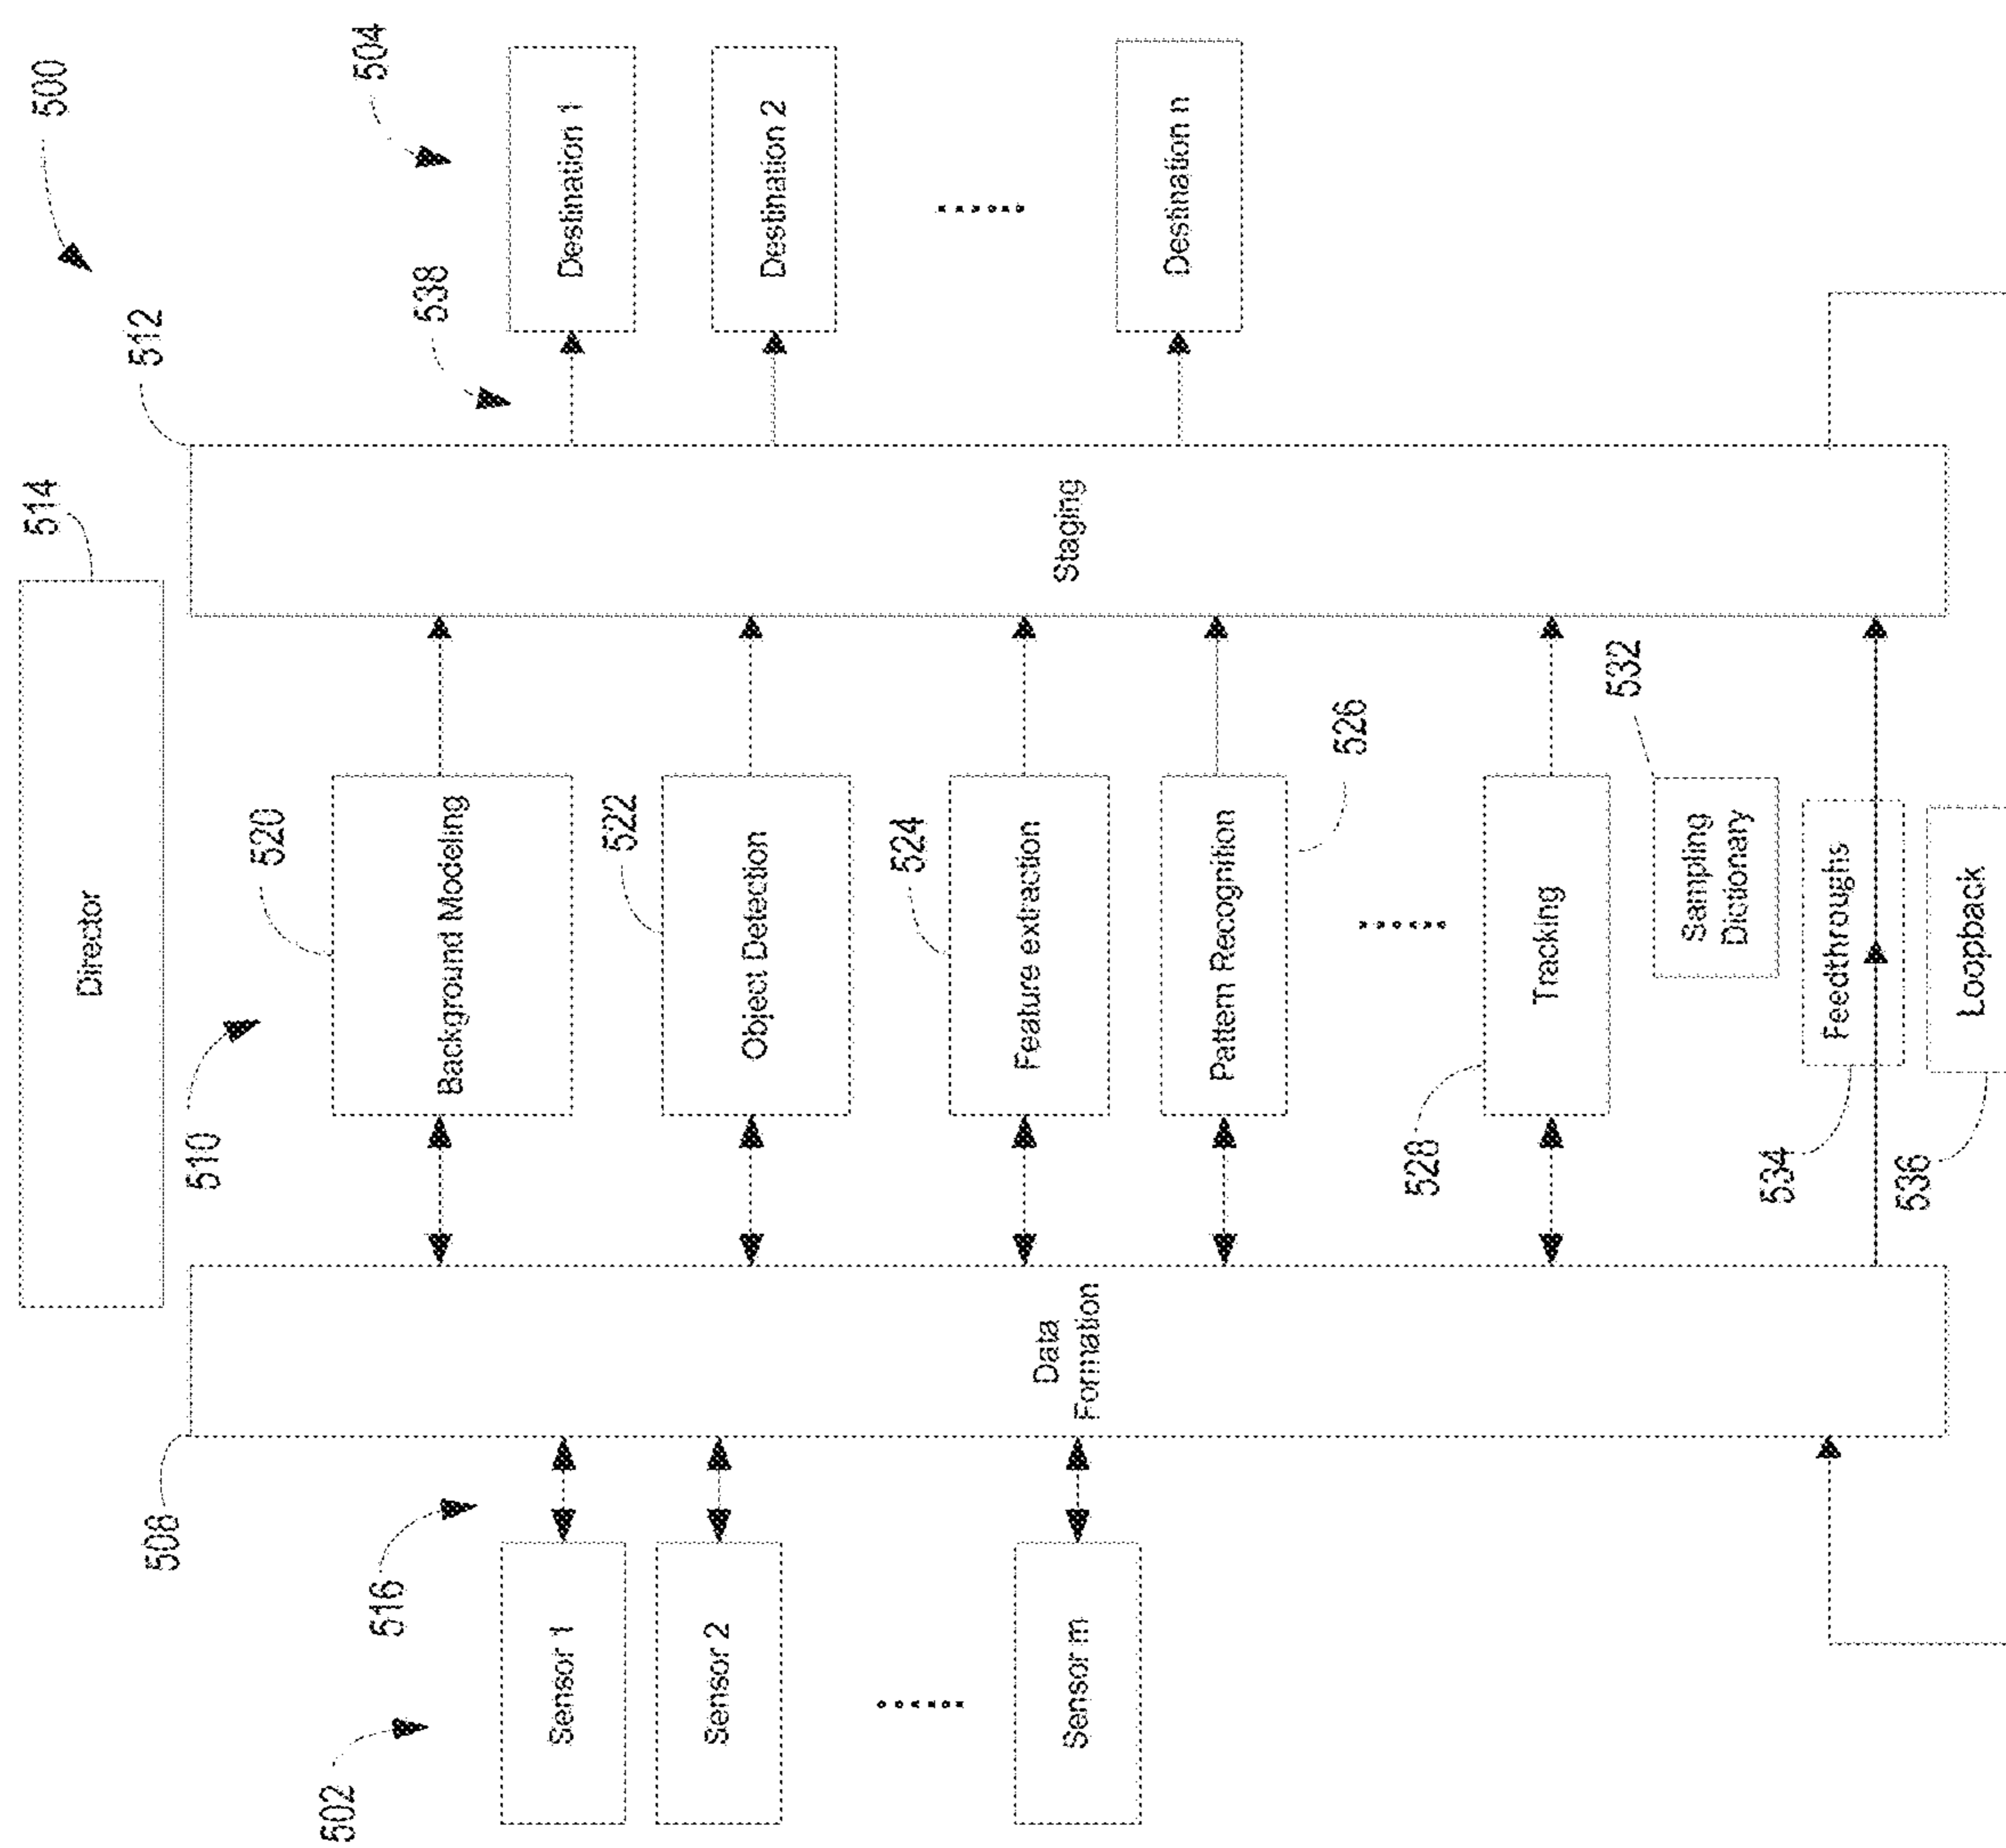 500
514
Director
512
508
510
520
502
504
516
538
Background Modeling
Sensor 1
Destination 1
522
Sensor 2
Object Detection
Destination 2
524
Feature extraction
Data
Formation
Staging
Sensor m
Destination n
Pattern Recognition
526
528
Tracking
532
Sampling
Dictionary
534
Feedthroughs
536
Loopback